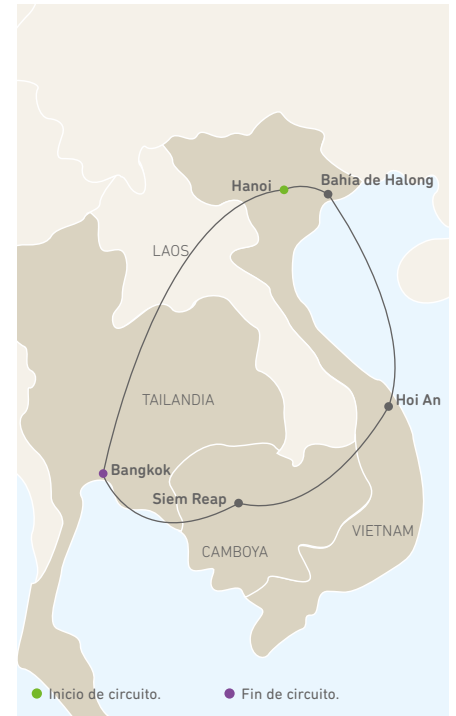 Bahía de Halong
Hanoi
LAOS
TAILANDIA
Hoi An
Bangkok
Siem Reap
VIETNAM
CAMBOYA
Inicio de circuito.
Fin de circuito.